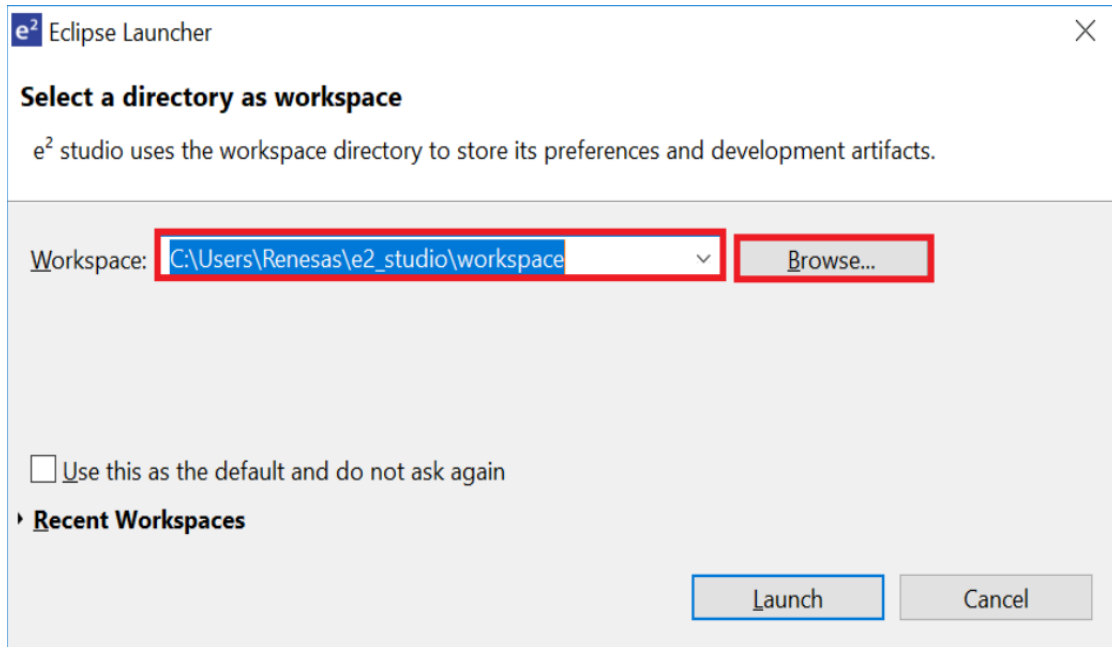 e² Eclipse Launcher
Select a directory as workspace
e² studio uses the workspace directory to store its preferences and development artifacts.
Workspace: C:\Users\Renesas\e2_studio\workspace Browse...
Use this as the default and do not ask again
Recent Workspaces
Launch Cancel